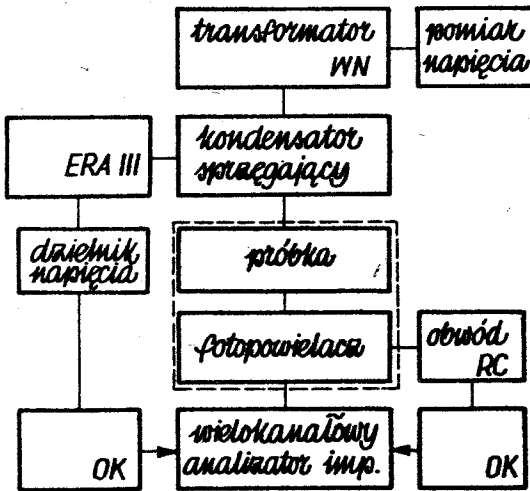 transformator
WN
pomiar
napięcia
ERA III
kondensator
sprzęgający
dzielnik
napięcia
próbka
fotopowielacz
obwód
RC
OK
wielokanałowy
analizator imp.
OK